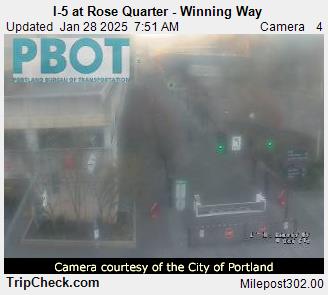 I-5 at Rose Quarter - Winning Way
Updated Jan 28 2025 7:51 AM Camera 4
PBOT
PORTLAND BUREAU OF TRANSPORTATION
Camera courtesy of the City of Portland
TripCheck.com Milepost302.00